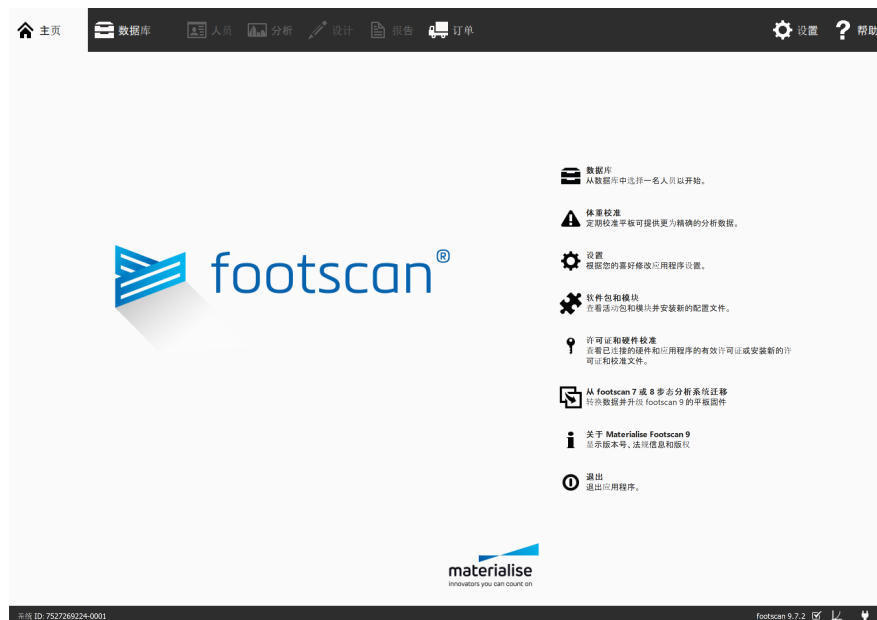 主页
数据库
人员
分析
设计
报告
订单
设置
帮助
数据库
从数据库中选择一名人员以开始。
体重校准
定期校准平板可提供更为精确的分析数据。
设置
根据您的喜好修改应用程序设置。
软件包和模块
查看活动包和模块并安装新的配置文件。
许可证和硬件校准
查看已连接的硬件和应用程序的有效许可证或安装新的许
可证和校准文件。
从 footscan 7 或 8 步态分析系统迁移
转换数据并升级 footscan 9 的平板固件
关于 Materialise Footscan 9
显示版本号、法规信息和版权
退出
退出应用程序。
footscan®
materialise
innovators you can count on
系统 ID: 7527269224-0001
footscan 9.7.2